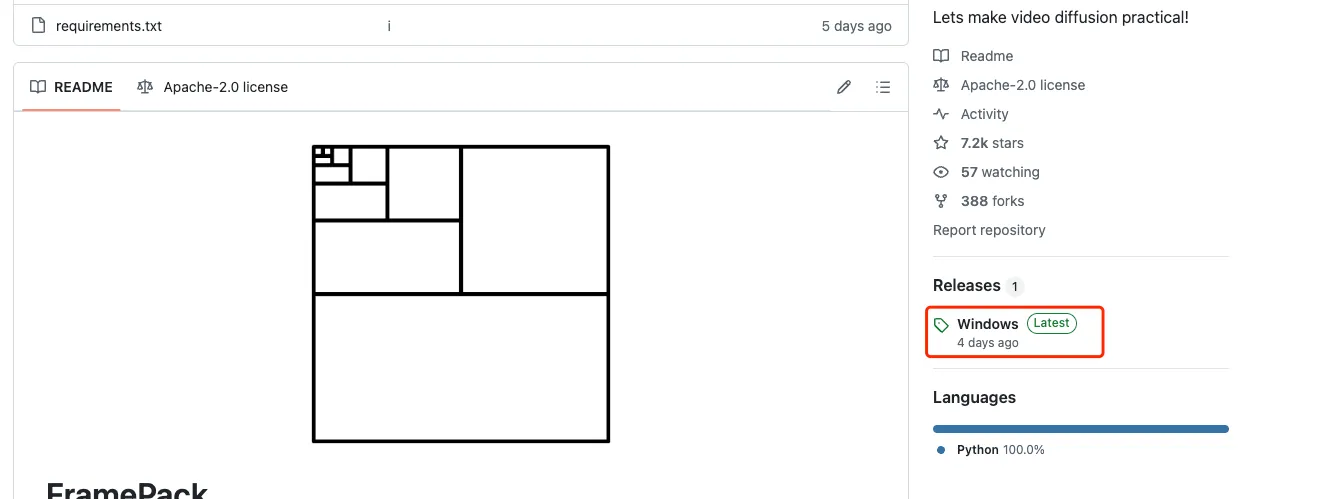 requirements.txt i 5 days ago
README Apache-2.0 license
FramePack
Lets make video diffusion practical!
Readme
Apache-2.0 license
Activity
7.2k stars
57 watching
388 forks
Report repository
Releases 1
Windows Latest
4 days ago
Languages
Python 100.0%